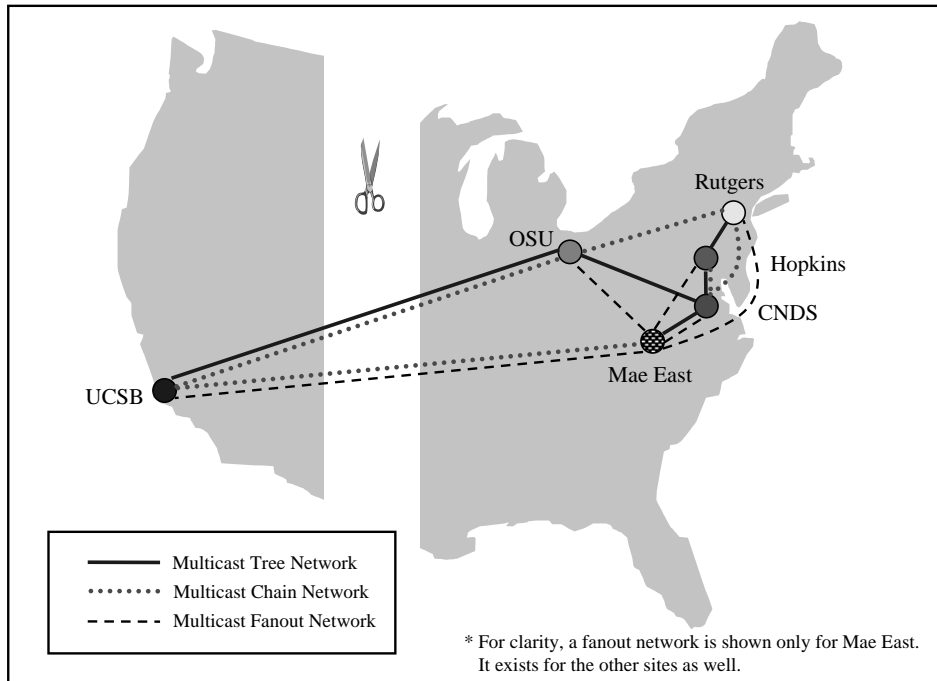 Rutgers
OSU
Hopkins
CNDS
Mae East
UCSB
Multicast Tree Network
Multicast Chain Network
Multicast Fanout Network
* For clarity, a fanout network is shown only for Mae East.
It exists for the other sites as well.